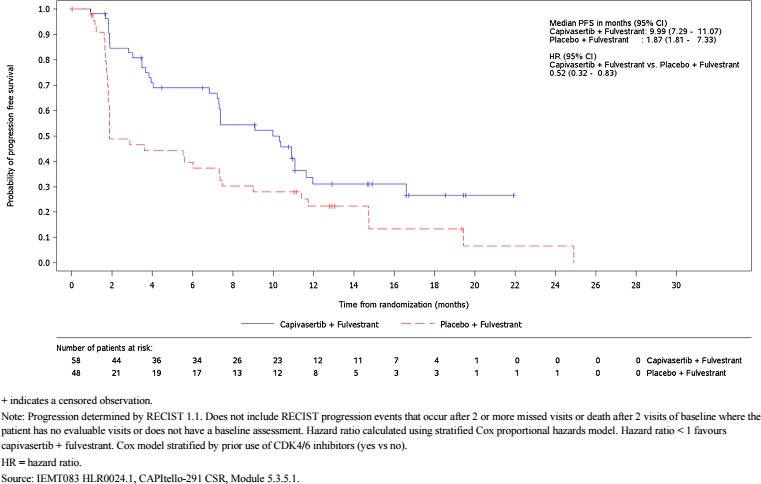 Median PFS in months (95% CI)
Capivasertib + Fulvestrant: 9.99 (7.29 - 11.07)
Placebo + Fulvestrant : 1.87 (1.81 - 7.33)
HR (95% CI)
Capivasertib + Fulvestrant vs. Placebo + Fulvestrant
0.52 (0.32 - 0.83)
Probability of progression free survival
1.0
0.9
0.8
0.7
0.6
0.5
0.4
0.3
0.2
0.1
0.0
0 2 4 6 8 10 12 14 16 18 20 22 24 26 28 30
Time from randomization (months)
Capivasertib + Fulvestrant Placebo + Fulvestrant
Number of patients at risk:
58 44 36 34 26 23 12 11 7 4 1 0 0 0 0 Capivasertib + Fulvestrant
48 21 19 17 13 12 8 5 3 3 1 1 1 0 0 Placebo + Fulvestrant
+ indicates a censored observation.
Note: Progression determined by RECIST 1.1. Does not include RECIST progression events that occur after 2 or more missed visits or death after 2 visits of baseline where the
patient has no evaluable visits or does not have a baseline assessment. Hazard ratio calculated using stratified Cox proportional hazards model. Hazard ratio < 1 favours
capivasertib + fulvestrant. Cox model stratified by prior use of CDK4/6 inhibitors (yes vs no).
HR = hazard ratio.
Source: IEMT083 HLR0024.1, CAPItello-291 CSR, Module 5.3.5.1.